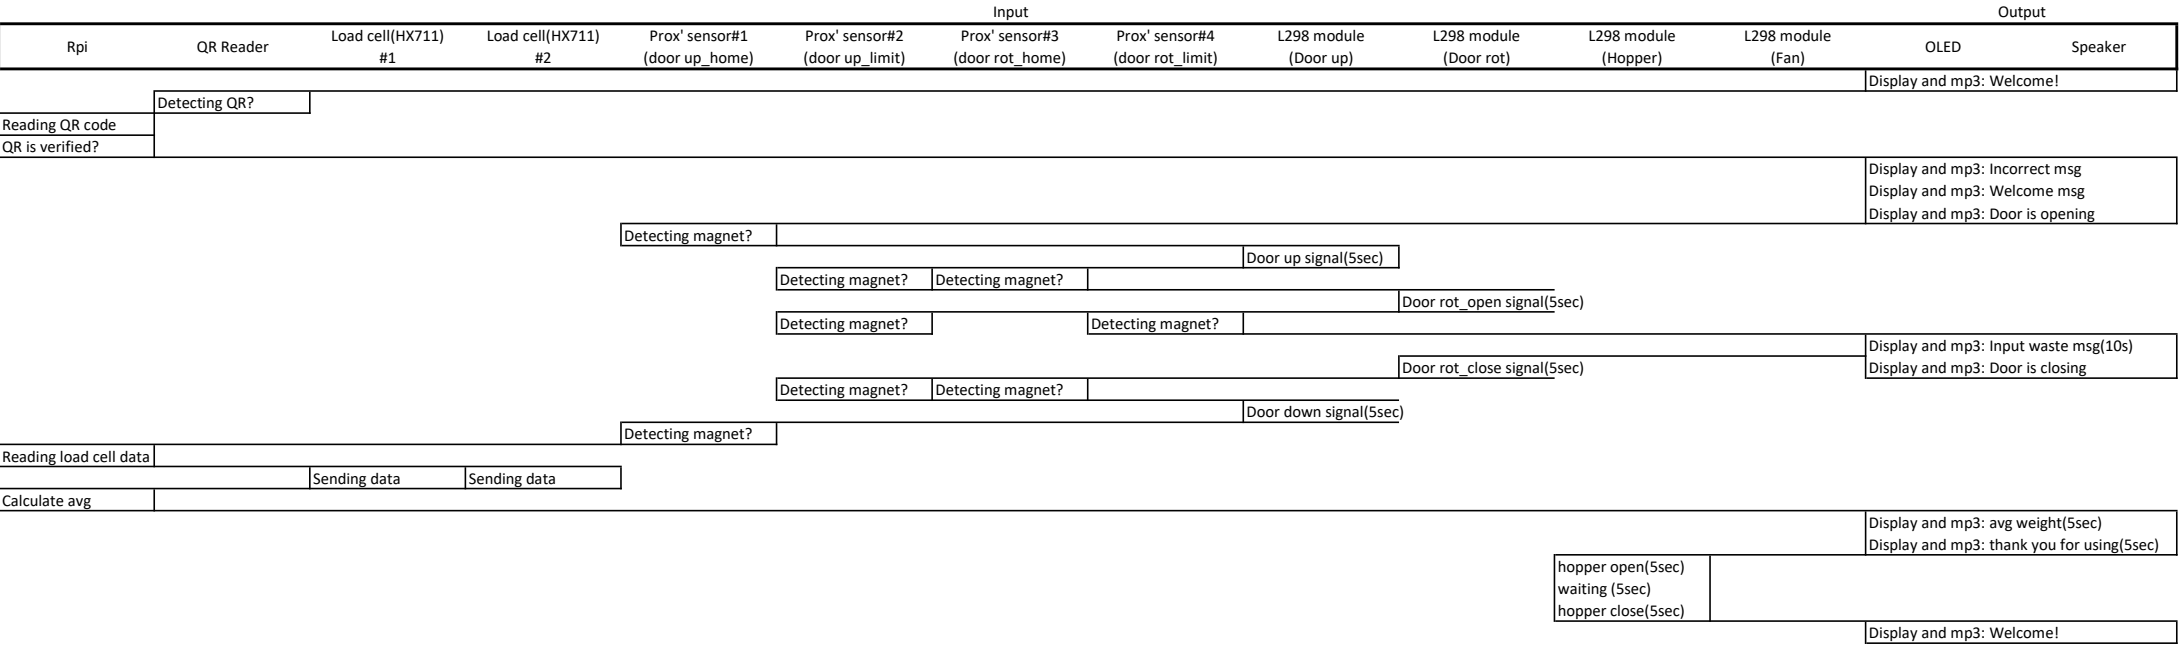 Input Output
Rpi QR Reader Load cell(HX711) #1 Load cell(HX711) #2 Prox' sensor#1 (door up_home) Prox' sensor#2 (door up_limit) Prox' sensor#3 (door rot_home) Prox' sensor#4 (door rot_limit) L298 module (Door up) L298 module (Door rot) L298 module (Hopper) L298 module (Fan) OLED Speaker
Display and mp3: Welcome!
Detecting QR?
Reading QR code
QR is verified?
Display and mp3: Incorrect msg
Display and mp3: Welcome msg
Display and mp3: Door is opening
Detecting magnet?
Door up signal(5sec)
Detecting magnet? Detecting magnet?
Door rot_open signal(5sec)
Detecting magnet? Detecting magnet?
Display and mp3: Input waste msg(10s)
Door rot_close signal(5sec) Display and mp3: Door is closing
Detecting magnet? Detecting magnet?
Door down signal(5sec)
Detecting magnet?
Reading load cell data
Sending data Sending data
Calculate avg
Display and mp3: avg weight(5sec)
Display and mp3: thank you for using(5sec)
hopper open(5sec)
waiting (5sec)
hopper close(5sec)
Display and mp3: Welcome!